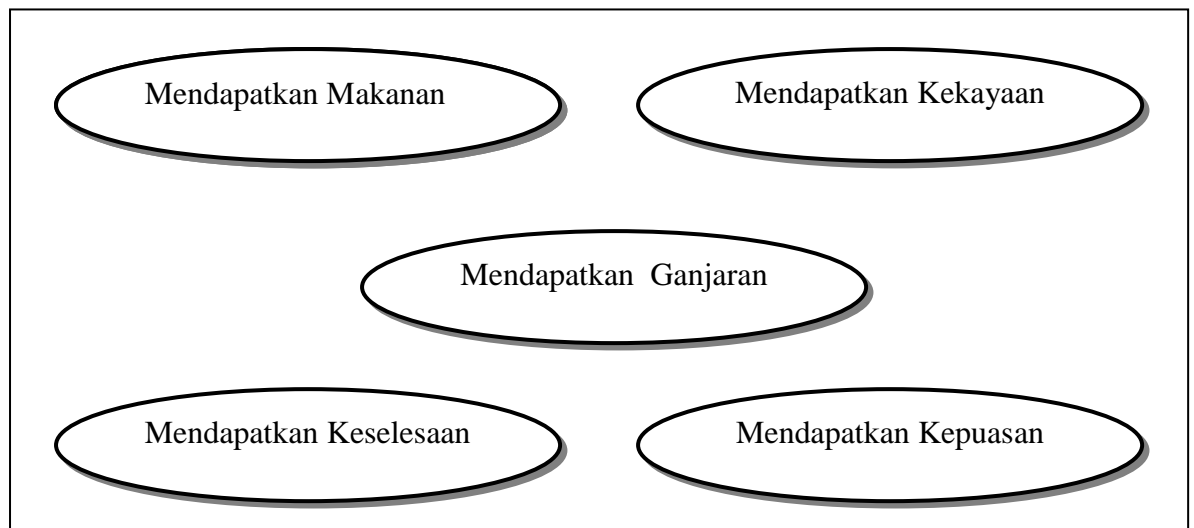 Mendapatkan Makanan
Mendapatkan Kekayaan
Mendapatkan Ganjaran
Mendapatkan Keselesaan
Mendapatkan Kepuasan